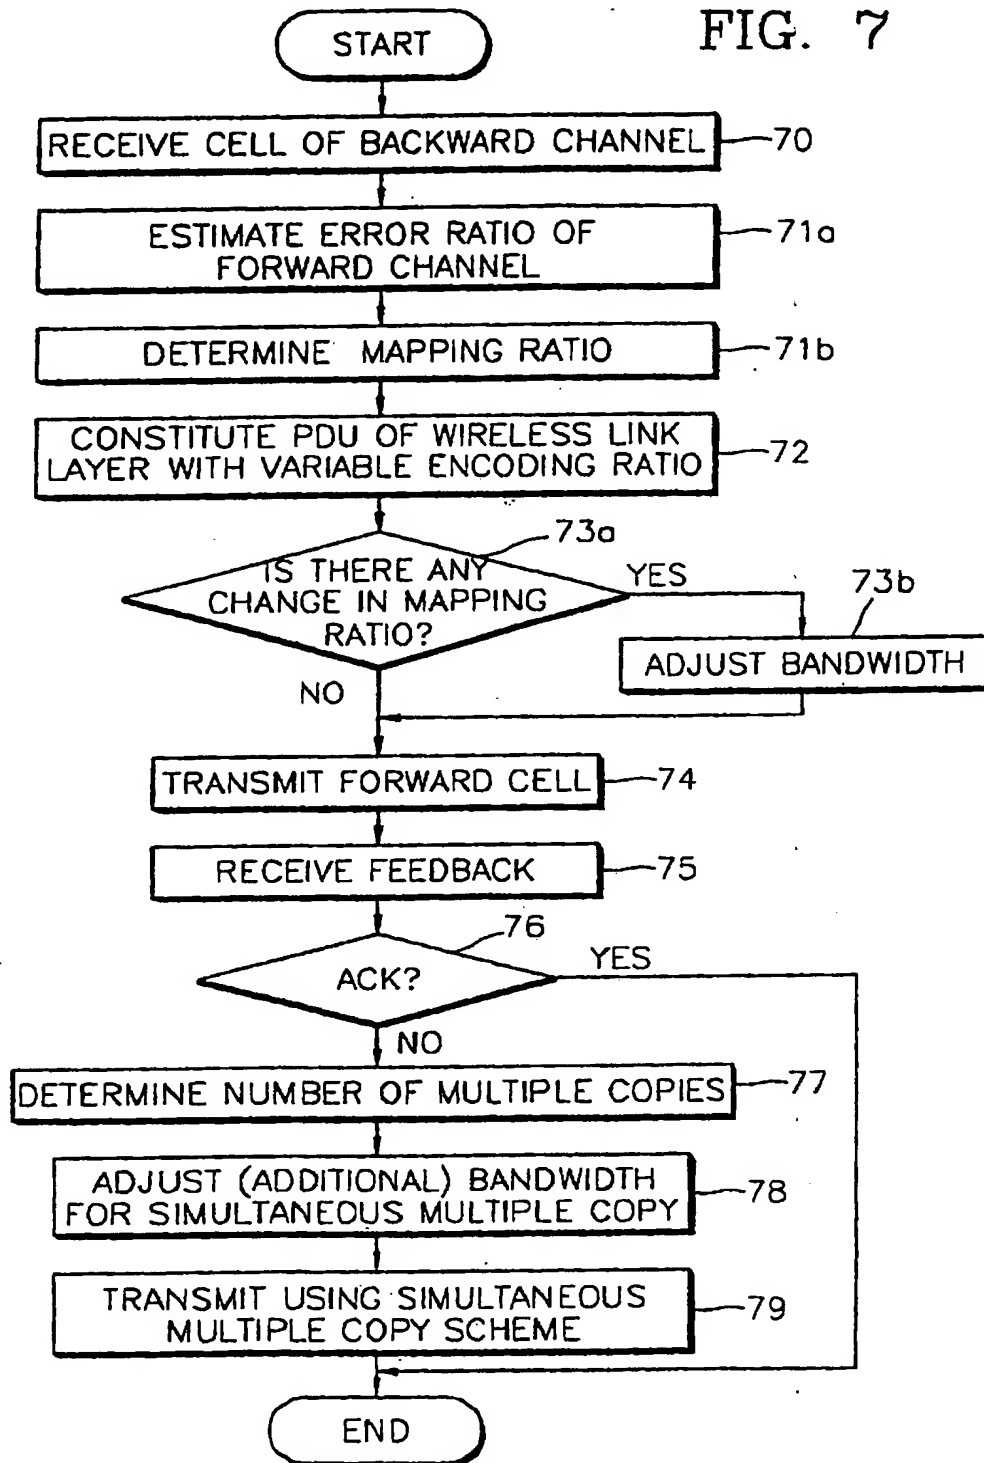 FIG. 7
START
RECEIVE CELL OF BACKWARD CHANNEL
70
ESTIMATE ERROR RATIO OF
FORWARD CHANNEL
71a
DETERMINE MAPPING RATIO
71b
CONSTITUTE PDU OF WIRELESS LINK
LAYER WITH VARIABLE ENCODING RATIO
72
73a
IS THERE ANY
CHANGE IN MAPPING
RATIO?
YES
73b
ADJUST BANDWIDTH
NO
TRANSMIT FORWARD CELL
74
RECEIVE FEEDBACK
75
76
ACK?
YES
NO
DETERMINE NUMBER OF MULTIPLE COPIES
77
ADJUST (ADDITIONAL) BANDWIDTH
FOR SIMULTANEOUS MULTIPLE COPY
78
TRANSMIT USING SIMULTANEOUS
MULTIPLE COPY SCHEME
79
END